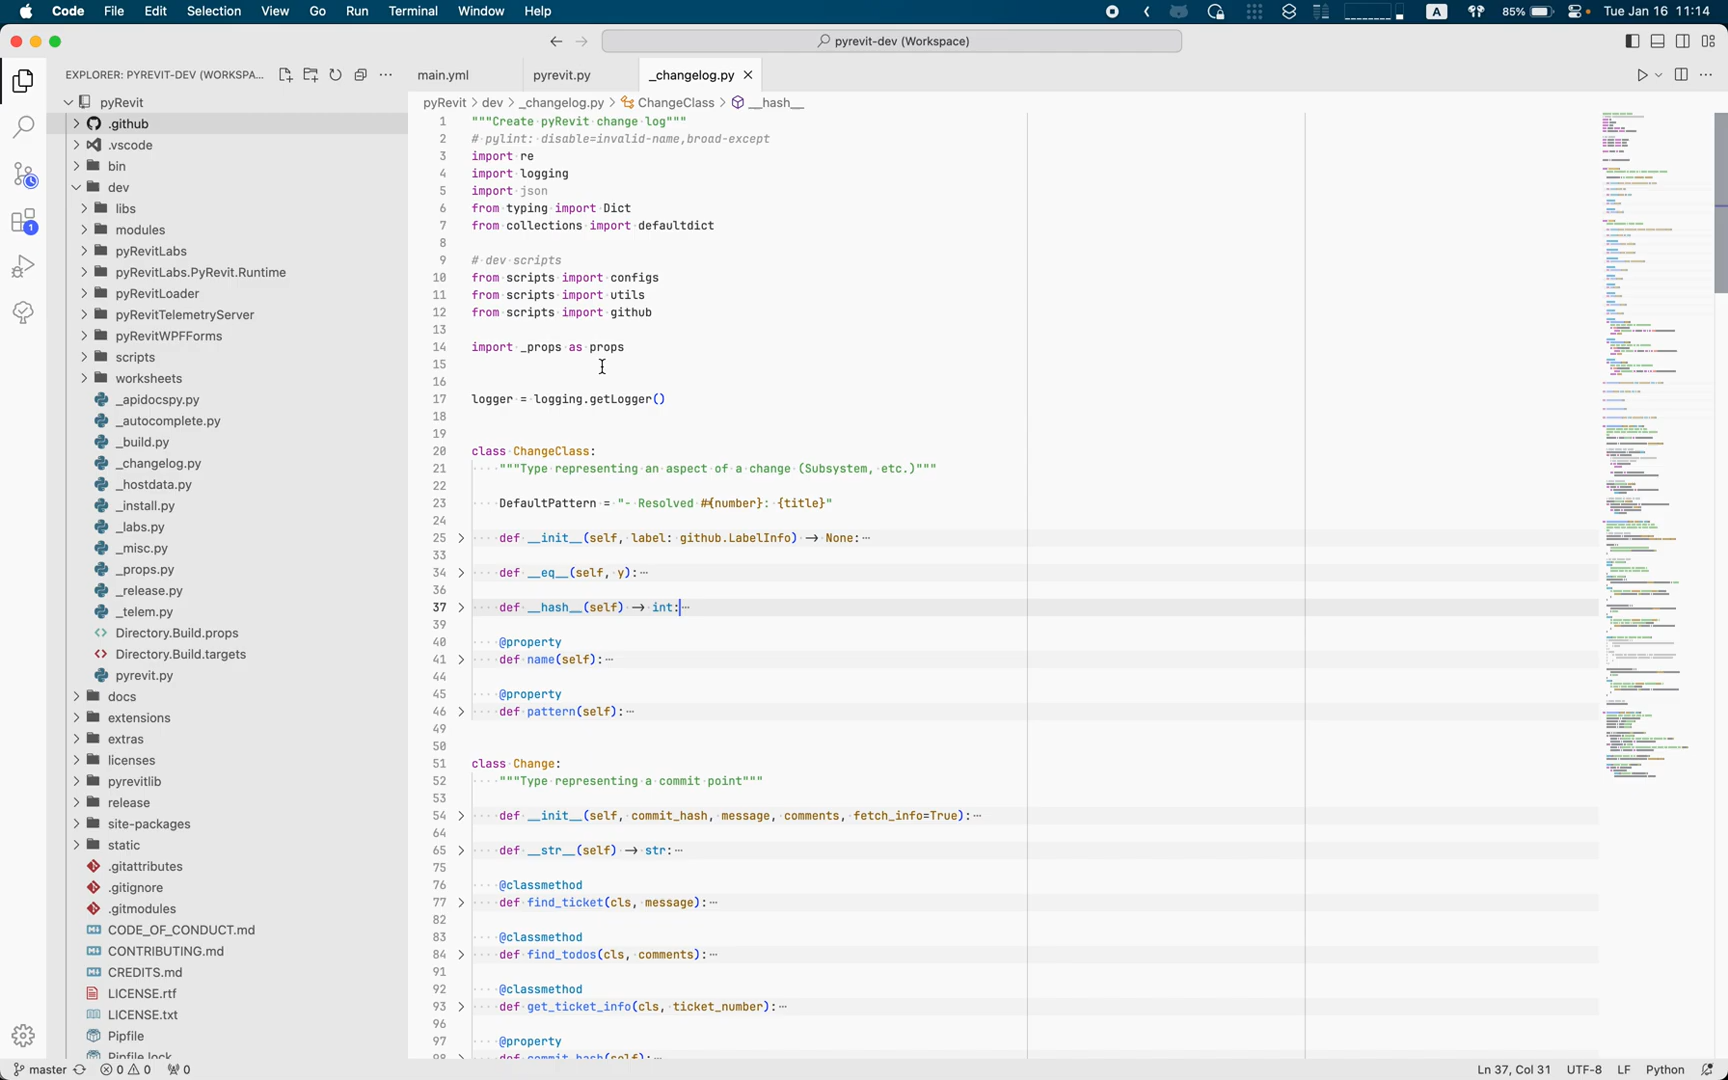 Code File Edit Selection View Go Run Terminal Window Help A 85% Tue Jan 16 11:14
pyrevit-dev (Workspace)
EXPLORER: PYREVIT-DEV (WORKSPA...
main.yml pyrevit.py _changelog.py
pyRevit > dev > _changelog.py > ChangeClass > __hash__
pyRevit
.github
.vscode
bin
dev
libs
modules
pyRevitLabs
pyRevitLabs.PyRevit.Runtime
pyRevitLoader
pyRevitTelemetryServer
pyRevitWPFForms
scripts
worksheets
_apidocspy.py
_autocomplete.py
_build.py
_changelog.py
_hostdata.py
_install.py
_labs.py
_misc.py
_props.py
_release.py
_telem.py
Directory.Build.props
Directory.Build.targets
pyrevit.py
docs
extensions
extras
licenses
pyrevitlib
release
site-packages
static
.gitattributes
.gitignore
.gitmodules
CODE_OF_CONDUCT.md
CONTRIBUTING.md
CREDITS.md
LICENSE.rtf
LICENSE.txt
Pipfile
Pipfile.lock
1 """Create pyRevit change log"""
2 # pylint: disable=invalid-name,broad-except
3 import re
4 import logging
5 import json
6 from typing import Dict
7 from collections import defaultdict
8
9 # dev scripts
10 from scripts import configs
11 from scripts import utils
12 from scripts import github
13
14 import _props as props
15
16
17 logger = logging.getLogger()
18
19
20 class ChangeClass:
21 """Type representing an aspect of a change (Subsystem, etc.)"""
22
23 DefaultPattern = "- Resolved #{number}: {title}"
24
25 def __init__(self, label: github.LabelInfo) -> None:…
33
34 def __eq__(self, y):…
36
37 def __hash__(self) -> int:…
39
40 @property
41 def name(self):…
44
45 @property
46 def pattern(self):…
49
50
51 class Change:
52 """Type representing a commit point"""
53
54 def __init__(self, commit_hash, message, comments, fetch_info=True):…
64
65 def __str__(self) -> str:…
75
76 @classmethod
77 def find_ticket(cls, message):…
82
83 @classmethod
84 def find_todos(cls, comments):…
91
92 @classmethod
93 def get_ticket_info(cls, ticket_number):…
96
97 @property
98 def commit_hash(self):…
1
master 0 0 0 Ln 37, Col 31 UTF-8 LF Python